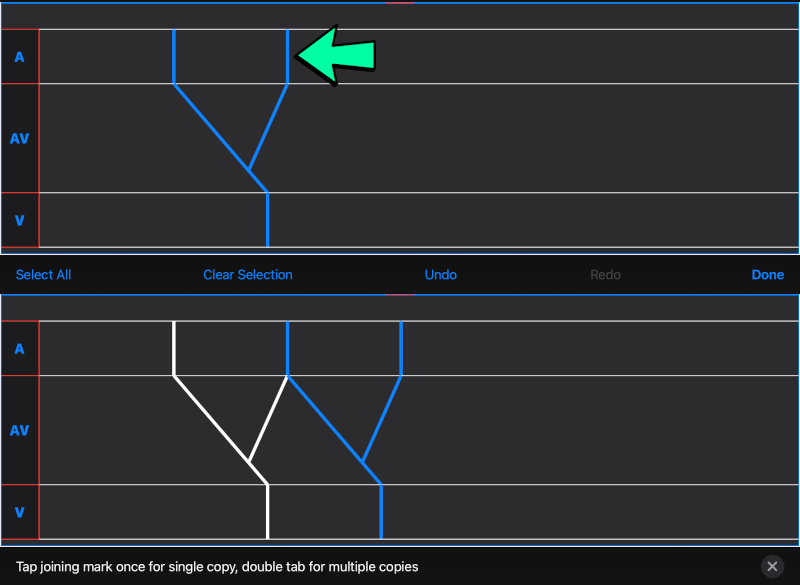 A
AV
V
Select All Clear Selection Undo Redo Done
A
AV
V
Tap joining mark once for single copy, double tab for multiple copies